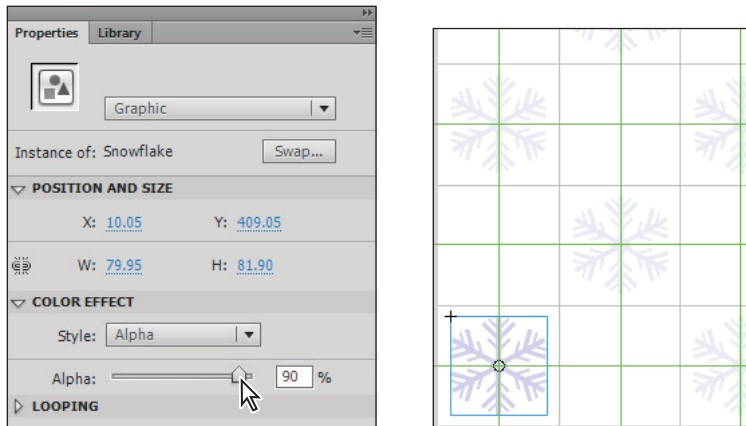 Properties Library
Graphic
Instance of: Snowflake Swap...
POSITION AND SIZE
X: 10.05 Y: 409.05
W: 79.95 H: 81.90
COLOR EFFECT
Style: Alpha
Alpha: 90 %
LOOPING